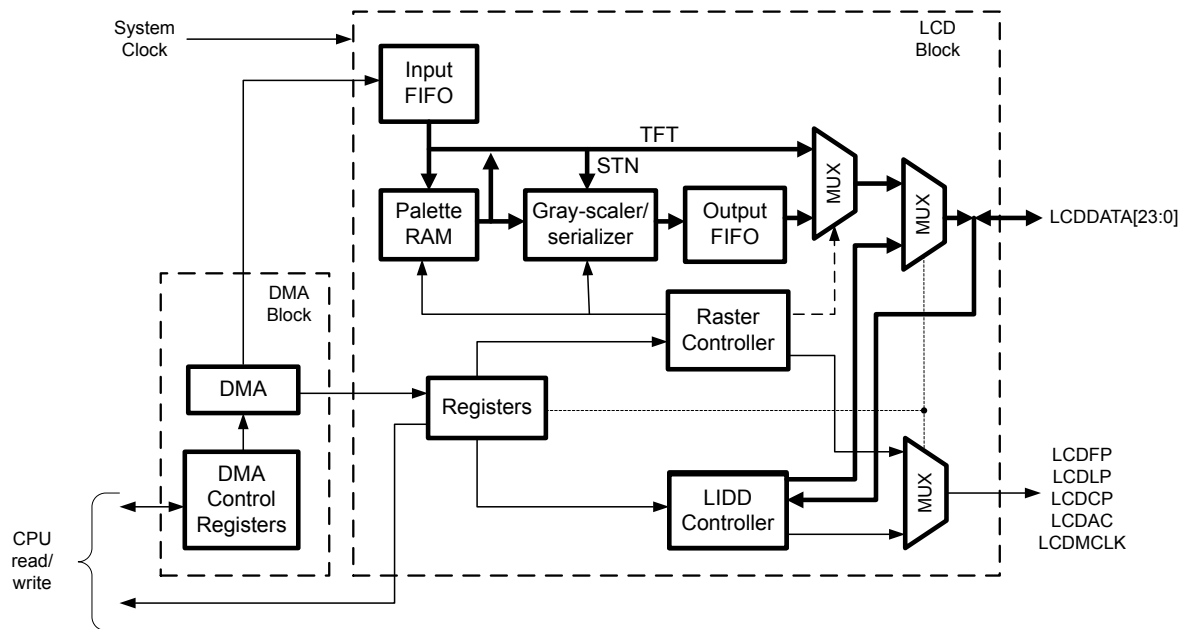 System
Clock
LCD
Block
Input
FIFO
TFT
STN
MUX
MUX
Palette
RAM
Gray-scaler/
serializer
Output
FIFO
LCDDATA[23:0]
DMA
Block
Raster
Controller
DMA
Registers
DMA
Control
Registers
LIDD
Controller
MUX
LCDFP
LCDLP
LCDCP
LCDAC
LCDMCLK
CPU
read/
write